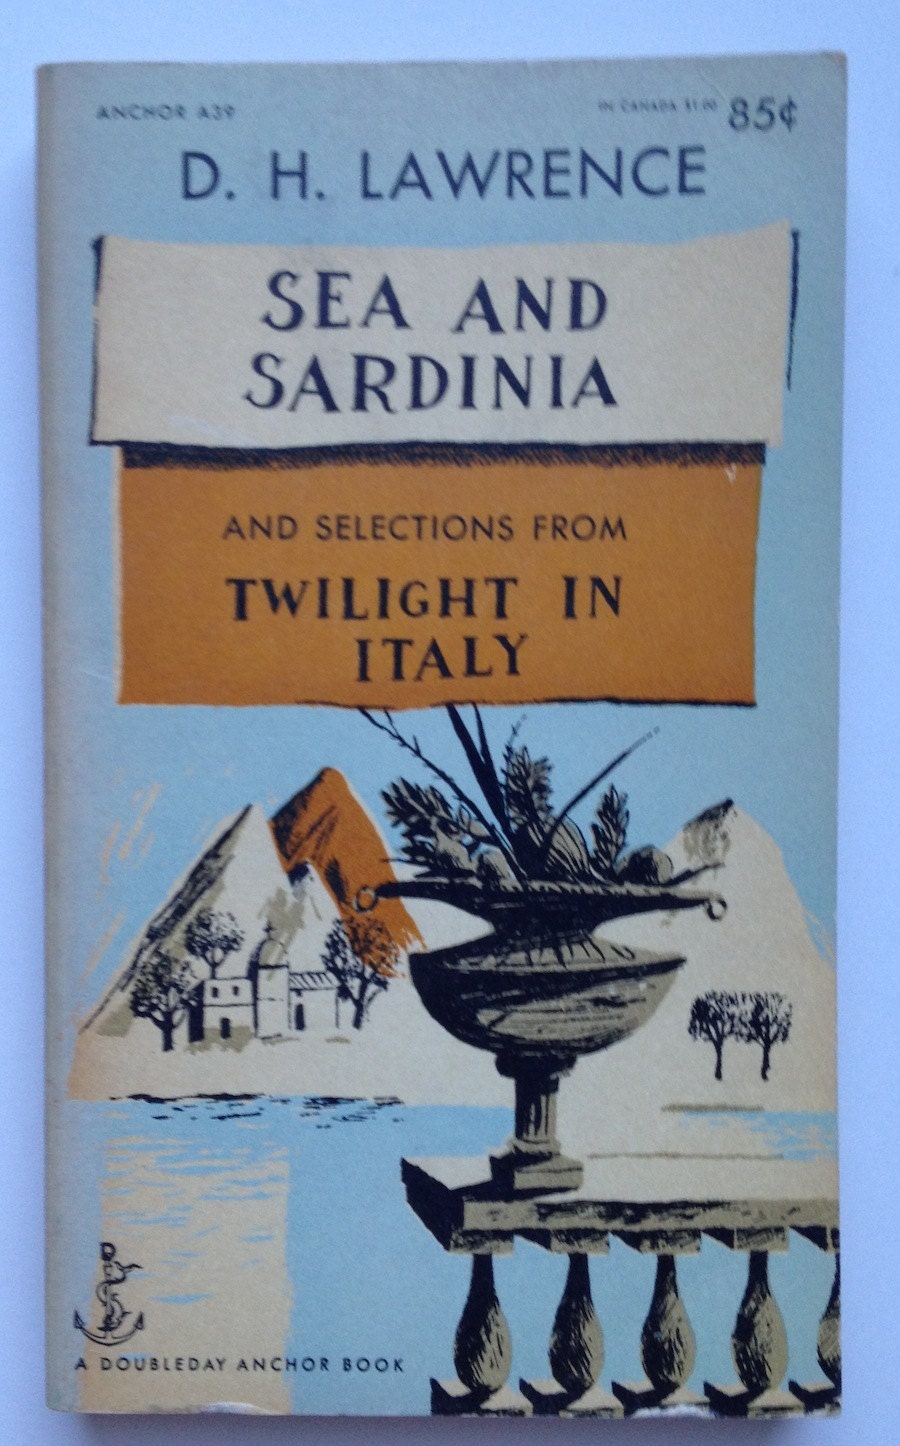 ANCHOR A39
IN CANADA $1.00 85¢
D. H. LAWRENCE
SEA AND
SARDINIA
AND SELECTIONS FROM
TWILIGHT IN
ITALY
A DOUBLEDAY ANCHOR BOOK